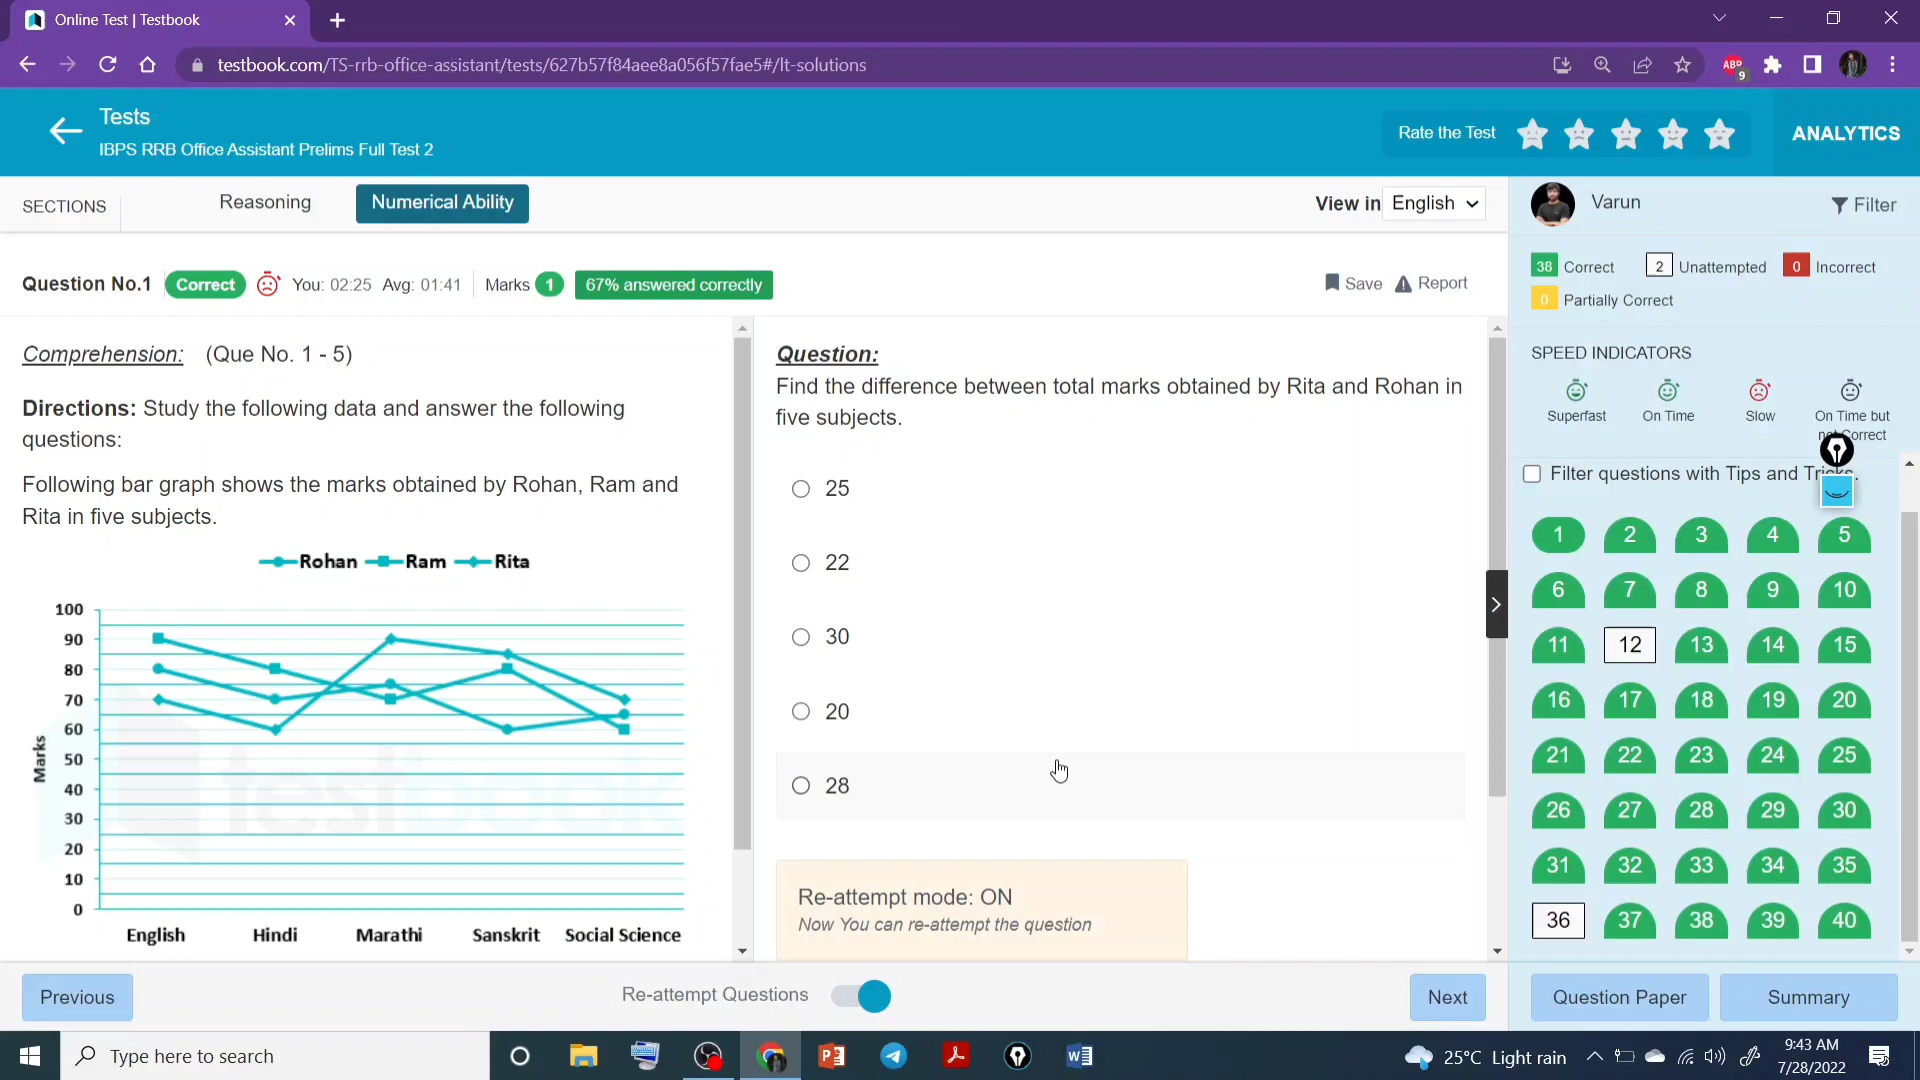 Online Test | Testbook
testbook.com/TS-rrb-office-assistant/tests/627b57f84aee8a056f57fae5#/lt-solutions
ABP
9
Tests
IBPS RRB Office Assistant Prelims Full Test 2
Rate the Test
ANALYTICS
SECTIONS
Reasoning
Numerical Ability
View in
English
Varun
Filter
Question No.1
Correct
You: 02:25 Avg: 01:41
Marks 1
67% answered correctly
Save
Report
38 Correct
2 Unattempted
0 Incorrect
0 Partially Correct
SPEED INDICATORS
Superfast
On Time
Slow
On Time but
not Correct
Filter questions with Tips and Tricks.
Comprehension: (Que No. 1 - 5)
Directions: Study the following data and answer the following
questions:
Following bar graph shows the marks obtained by Rohan, Ram and
Rita in five subjects.
Rohan Ram Rita
100
90
80
70
60
50
40
30
20
10
0
Marks
testbook
English Hindi Marathi Sanskrit Social Science
Question:
Find the difference between total marks obtained by Rita and Rohan in
five subjects.
25
22
30
20
28
Re-attempt mode: ON
Now You can re-attempt the question
1 2 3 4 5
6 7 8 9 10
11 12 13 14 15
16 17 18 19 20
21 22 23 24 25
26 27 28 29 30
31 32 33 34 35
36 37 38 39 40
Previous
Re-attempt Questions
Next
Question Paper
Summary
Type here to search
25°C Light rain
9:43 AM
7/28/2022